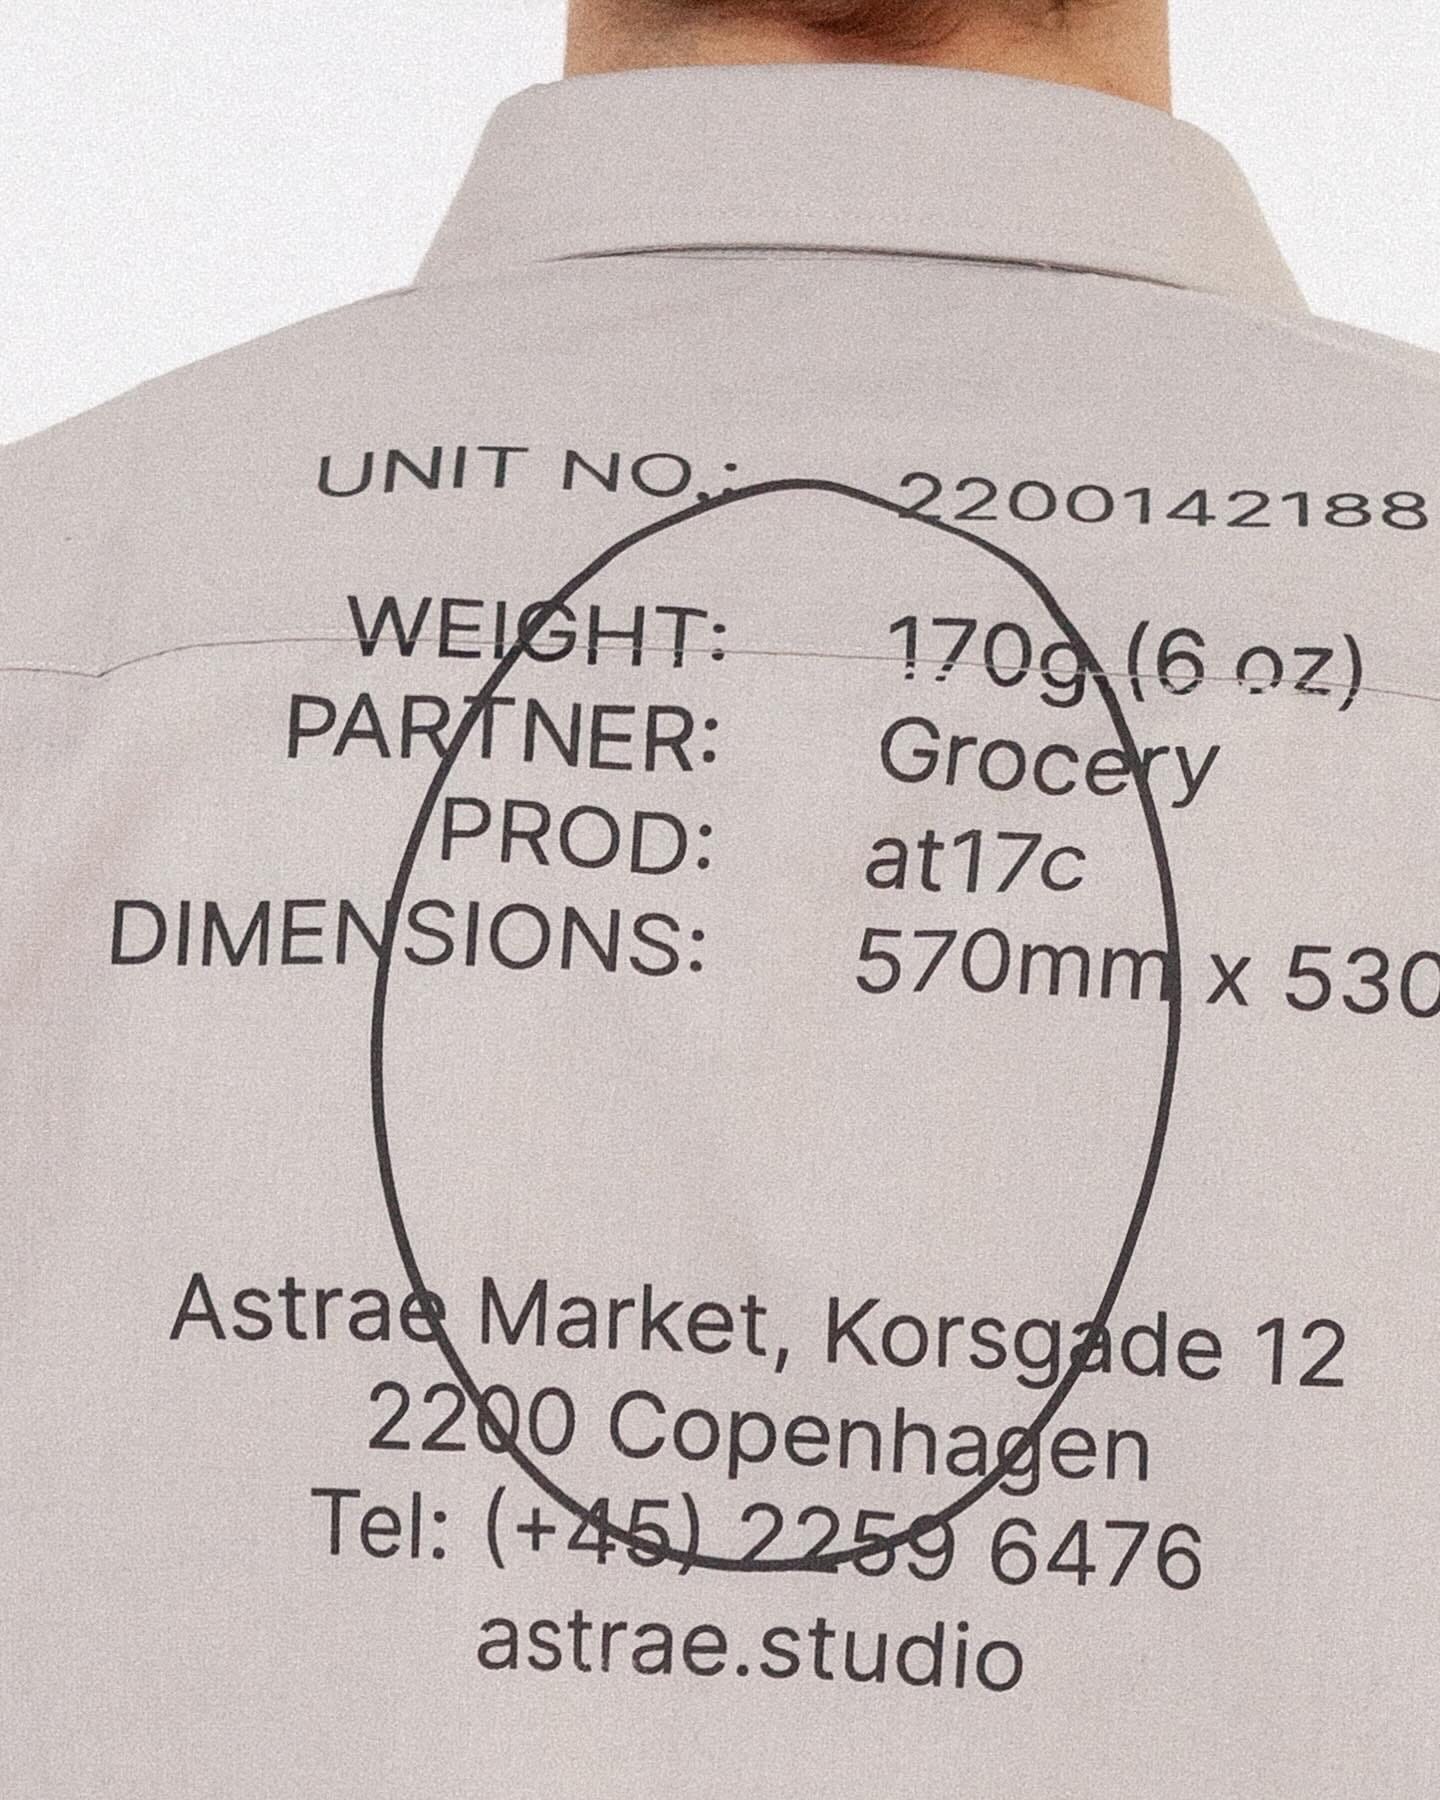 UNIT NO.: 2200142188
WEIGHT: 170g (6 oz)
PARTNER: Grocery
PROD: at17c
DIMENSIONS: 570mm x 530
Astrae Market, Korsgade 12
2200 Copenhagen
Tel: (+45) 2259 6476
astrae.studio